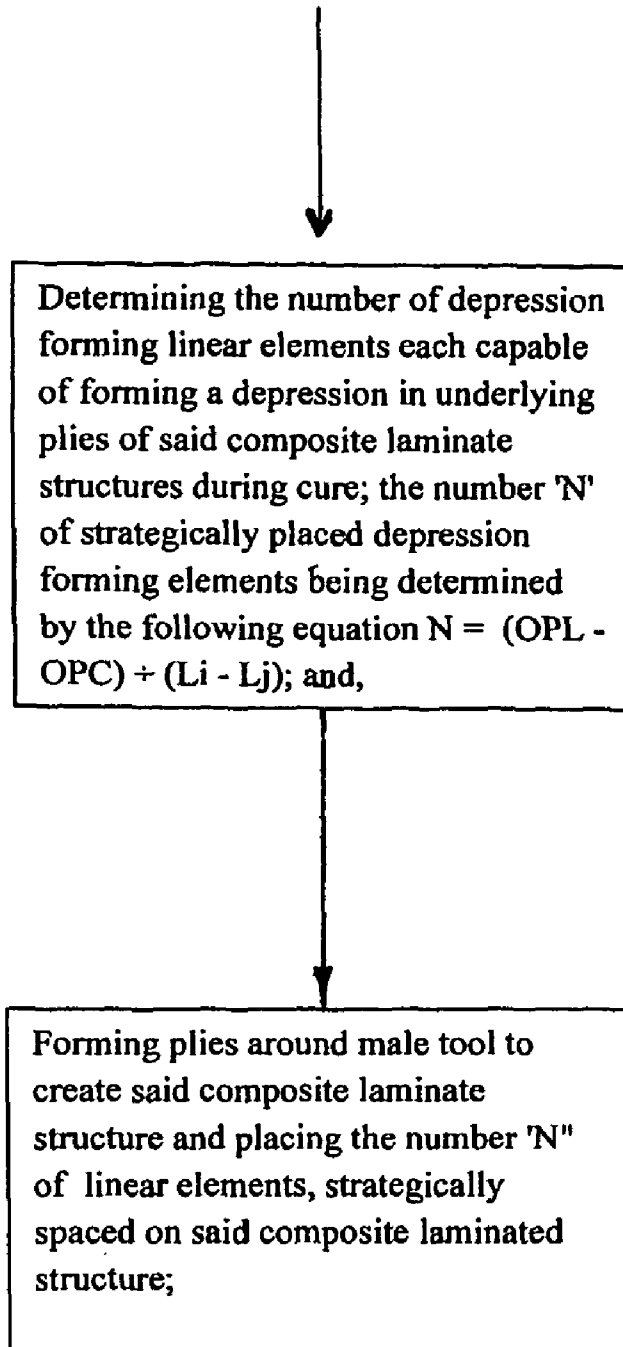 Determining the number of depression
forming linear elements each capable
of forming a depression in underlying
plies of said composite laminate
structures during cure; the number 'N'
of strategically placed depression
forming elements being determined
by the following equation N = (OPL -
OPC) ÷ (Li - Lj); and,
Forming plies around male tool to
create said composite laminate
structure and placing the number 'N"
of linear elements, strategically
spaced on said composite laminated
structure;